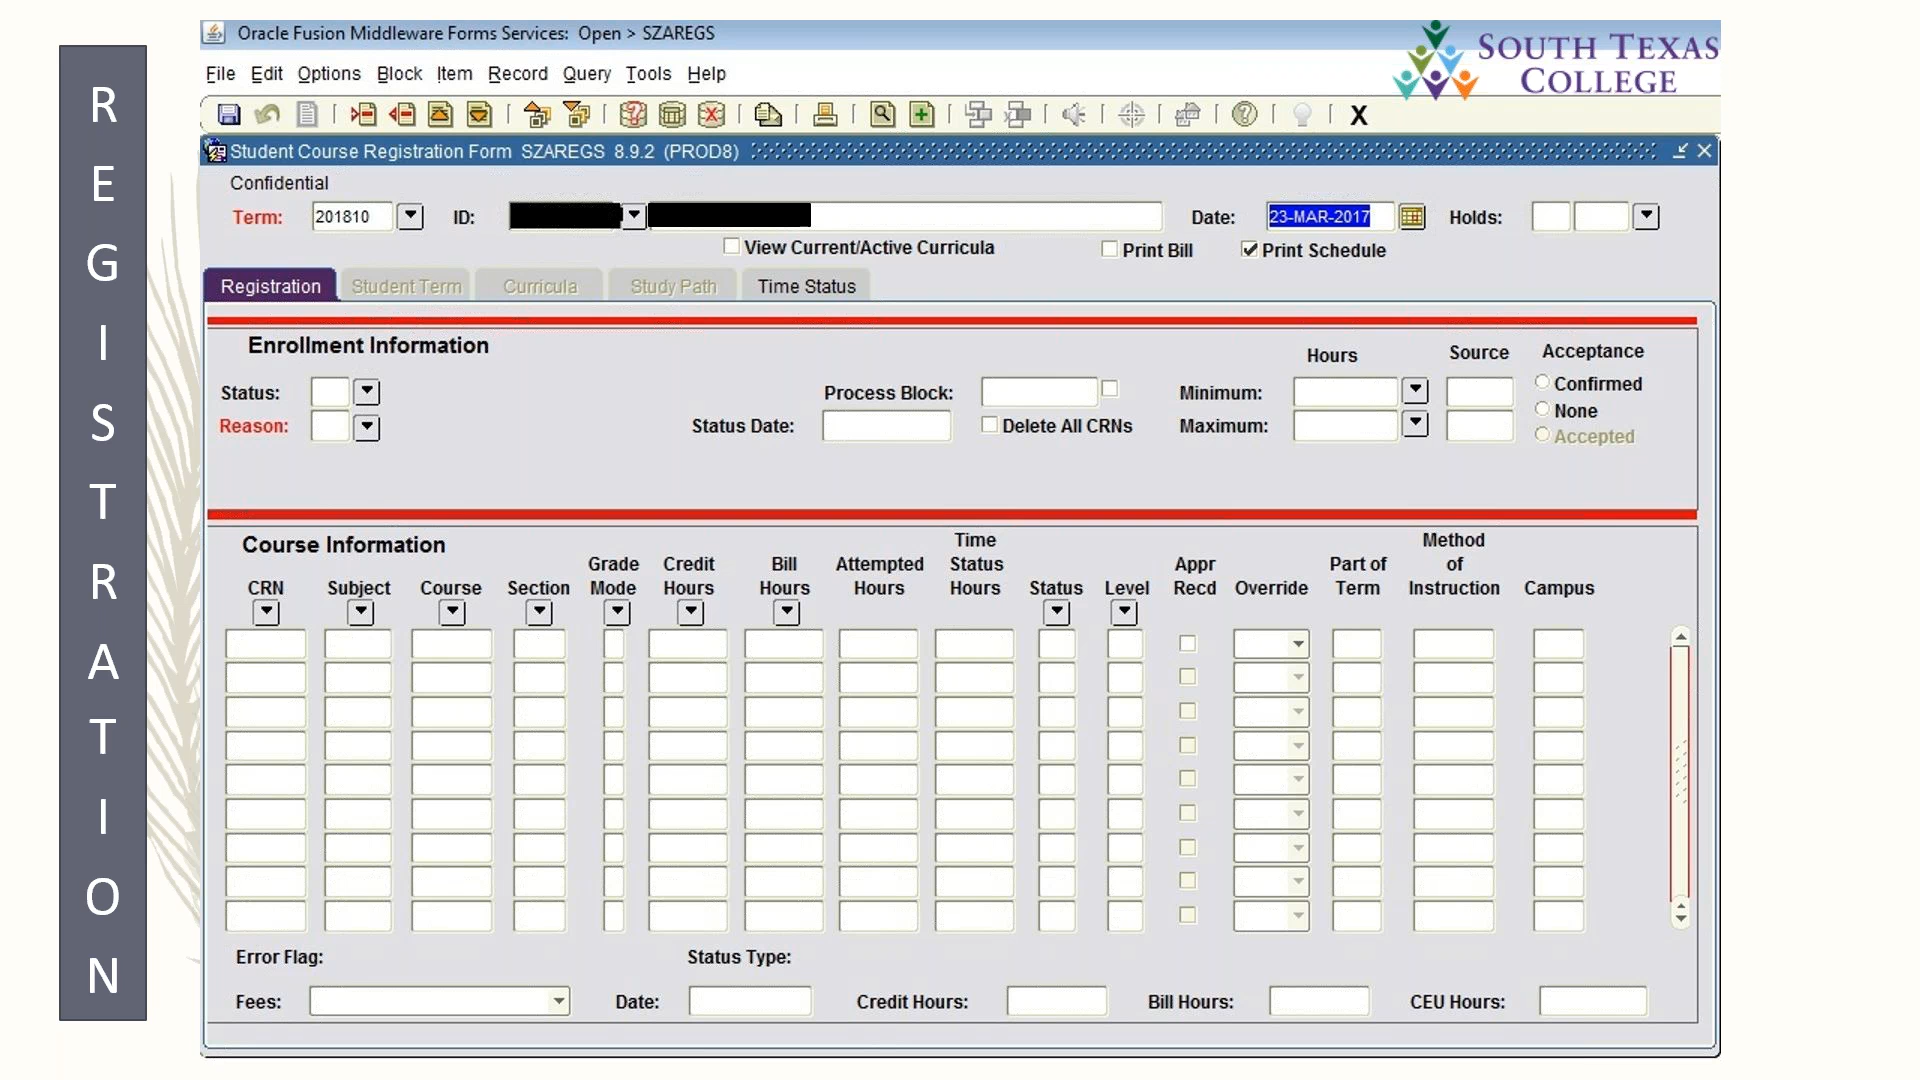 REGISTRATION
Oracle Fusion Middleware Forms Services: Open > SZAREGS
SOUTH TEXAS
COLLEGE
File Edit Options Block Item Record Query Tools Help
X
Student Course Registration Form SZAREGS 8.9.2 (PROD8)
Confidential
Term: 201810 ID: Date: 23-MAR-2017 Holds:
View Current/Active Curricula Print Bill Print Schedule
Registration Student Term Curricula Study Path Time Status
Enrollment Information
Hours Source Acceptance
Status: Process Block: Minimum: Confirmed
None
Reason: Status Date: Delete All CRNs Maximum: Accepted
Course Information
Time Method
Grade Credit Bill Attempted Status Appr Part of of
CRN Subject Course Section Mode Hours Hours Hours Hours Status Level Recd Override Term Instruction Campus
Error Flag: Status Type:
Fees: Date: Credit Hours: Bill Hours: CEU Hours: